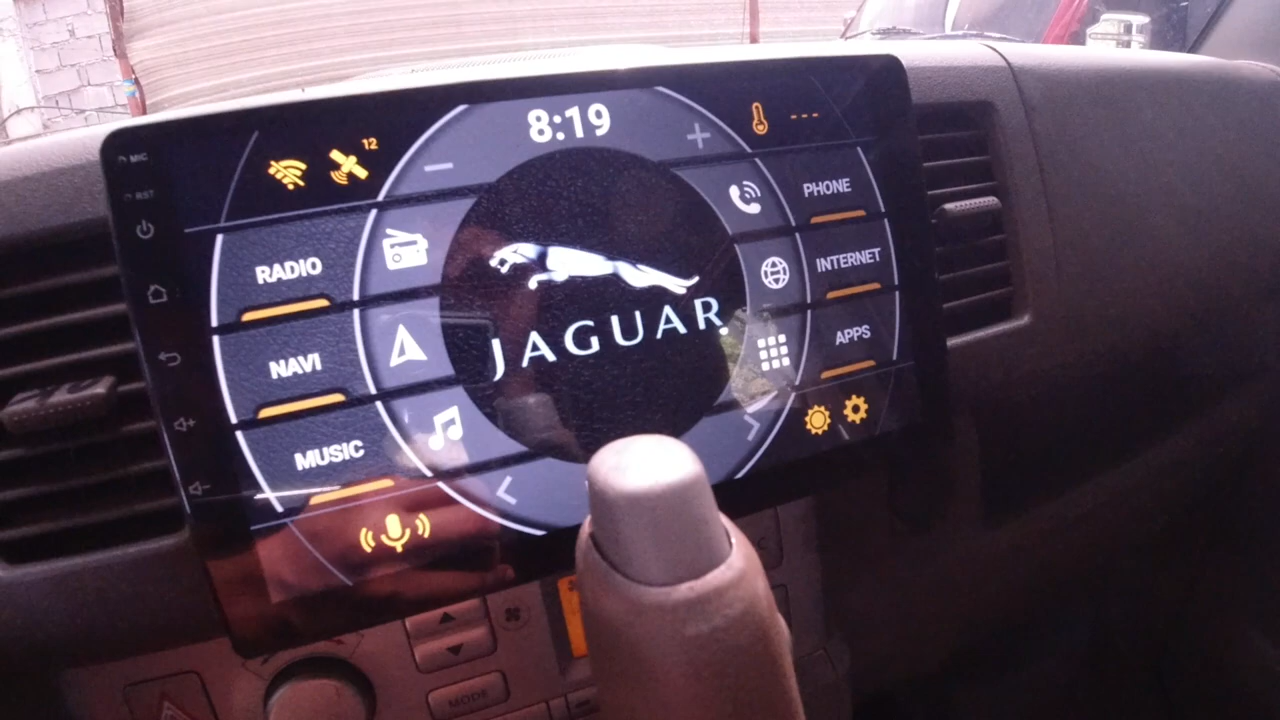 MIC
RST
12
8:19
---
RADIO
NAVI
MUSIC
JAGUAR
PHONE
INTERNET
APPS
MODE